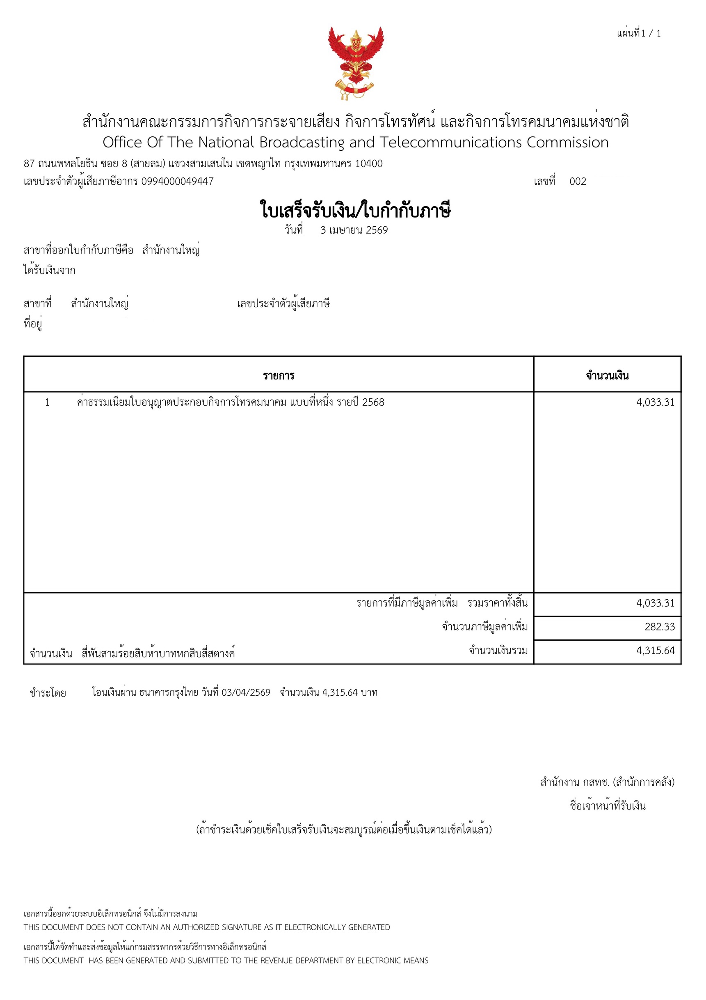 แผ่นที่ 1 / 1
สำนักงานคณะกรรมการกิจการกระจายเสียง กิจการโทรทัศน์ และกิจการโทรคมนาคมแห่งชาติ
Office Of The National Broadcasting and Telecommunications Commission
87 ถนนพหลโยธิน ซอย 8 (สายลม) แขวงสามเสนใน เขตพญาไท กรุงเทพมหานคร 10400
เลขประจำตัวผู้เสียภาษีอากร 0994000049447 เลขที่ 002
ใบเสร็จรับเงิน/ใบกำกับภาษี
วันที่ 3 เมษายน 2569
สาขาที่ออกใบกำกับภาษีคือ สำนักงานใหญ่
ได้รับเงินจาก
สาขาที่ สำนักงานใหญ่ เลขประจำตัวผู้เสียภาษี
ที่อยู่
รายการ จำนวนเงิน
1 ค่าธรรมเนียมใบอนุญาตประกอบกิจการโทรคมนาคม แบบที่หนึ่ง รายปี 2568 4,033.31
รายการที่มีภาษีมูลค่าเพิ่ม รวมราคาทั้งสิ้น 4,033.31
จำนวนภาษีมูลค่าเพิ่ม 282.33
จำนวนเงิน สี่พันสามร้อยสิบห้าบาทหกสิบสี่สตางค์ จำนวนเงินรวม 4,315.64
ชำระโดย โอนเงินผ่าน ธนาคารกรุงไทย วันที่ 03/04/2569 จำนวนเงิน 4,315.64 บาท
สำนักงาน กสทช. (สำนักการคลัง)
ชื่อเจ้าหน้าที่รับเงิน
(ถ้าชำระเงินด้วยเช็คใบเสร็จรับเงินจะสมบูรณ์ต่อเมื่อขึ้นเงินตามเช็คได้แล้ว)
เอกสารนี้ออกด้วยระบบอิเล็กทรอนิกส์ จึงไม่มีการลงนาม
THIS DOCUMENT DOES NOT CONTAIN AN AUTHORIZED SIGNATURE AS IT ELECTRONICALLY GENERATED
เอกสารนี้ได้จัดทำและส่งข้อมูลให้แก่กรมสรรพากรด้วยวิธีการทางอิเล็กทรอนิกส์
THIS DOCUMENT HAS BEEN GENERATED AND SUBMITTED TO THE REVENUE DEPARTMENT BY ELECTRONIC MEANS